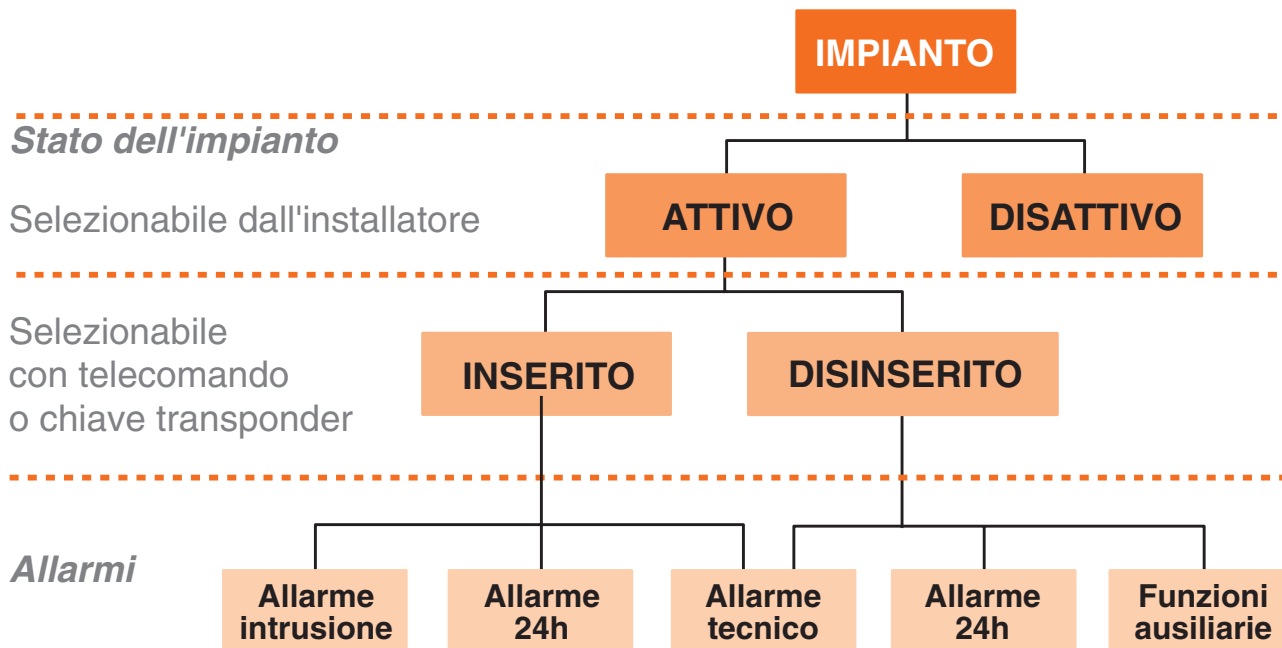 IMPIANTO
Stato dell'impianto
Selezionabile dall'installatore
ATTIVO
DISATTIVO
Selezionabile
con telecomando
o chiave transponder
INSERITO
DISINSERITO
Allarmi
Allarme
intrusione
Allarme
24h
Allarme
tecnico
Allarme
24h
Funzioni
ausiliarie